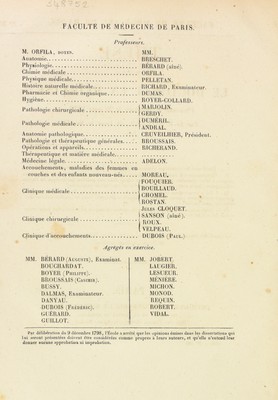 FACULTÉ DE MÉDECINE DE PARIS.
Professeurs.
M. ORFILA, DOYEN. MM.
Anatomie. BRESCHET.
Physiologie. BÉRARD (aîné).
Chimie médicale ORFILA.
Physique médicale PELLETAN.
Histoire naturelle médicale. RICHARD, Examinateur.
Pharmacie et Chimie organique. DUMAS.
Hygiène. ROYER-COLLARD.
Pathologie chirurgicale MARJOLIN.
GERDY.
Pathologie médicale DUMÉRIL.
ANDRAL.
Anatomie pathologique. CRUVEILHIER, Président.
Pathologie et thérapeutique générales. BROUSSAIS.
Opérations et appareils. RICHERAND.
Thérapeutique et matière médicale.
Médecine légale. ADELON.
Accouchements, maladies des femmes en
couches et des enfants nouveau-nés. MOREAU.
Clinique médicale FOUQUIER.
BOUILLAUD.
CHOMEL.
ROSTAN.
Clinique chirurgicale JULES CLOQUET.
SANSON (aîné).
ROUX.
VELPEAU.
Clinique d'accouchements. DUBOIS (PAUL.)
Agrégés en exercice.
MM. BÉRARD (AUGUSTE), Examinat.
BOUCHARDAT.
BOYER (PHILIPPE).
BROUSSAIS (CASIMIR).
BUSSY.
DALMAS, Examinateur.
DANYAU.
DUBOIS (FRÉDÉRIC).
GUÉRARD.
GUILLOT.
MM. JOBERT.
LAUGIER.
LESUEUR.
MÉNIÈRE.
MICHON.
MONOD.
REQUIN.
ROBERT.
VIDAL.
Par délibération du 9 décembre 1798, l'École a arrêté que les opinions émises dans les dissertations qui
lui seront présentées doivent être considérées comme propres à leurs auteurs, et qu'elle n'entend leur
donner aucune approbation ni improbation.